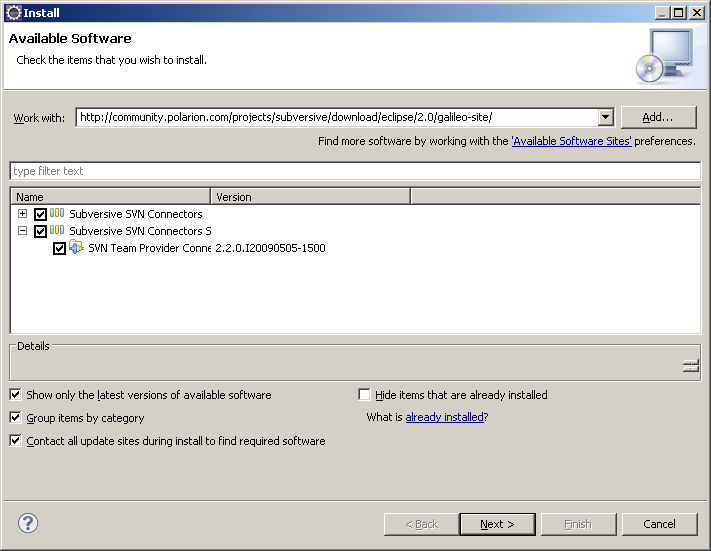 Install
Available Software
Check the items that you wish to install.
Work with: http://community.polarion.com/projects/subversive/download/eclipse/2.0/galileo-site/ Add...
Find more software by working with the 'Available Software Sites' preferences.
type filter text
Name Version
Subversive SVN Connectors
Subversive SVN Connectors S
SVN Team Provider Conne 2.2.0.I20090505-1500
Details
Show only the latest versions of available software Hide items that are already installed
Group items by category What is already installed?
Contact all update sites during install to find required software
? < Back Next > Finish Cancel